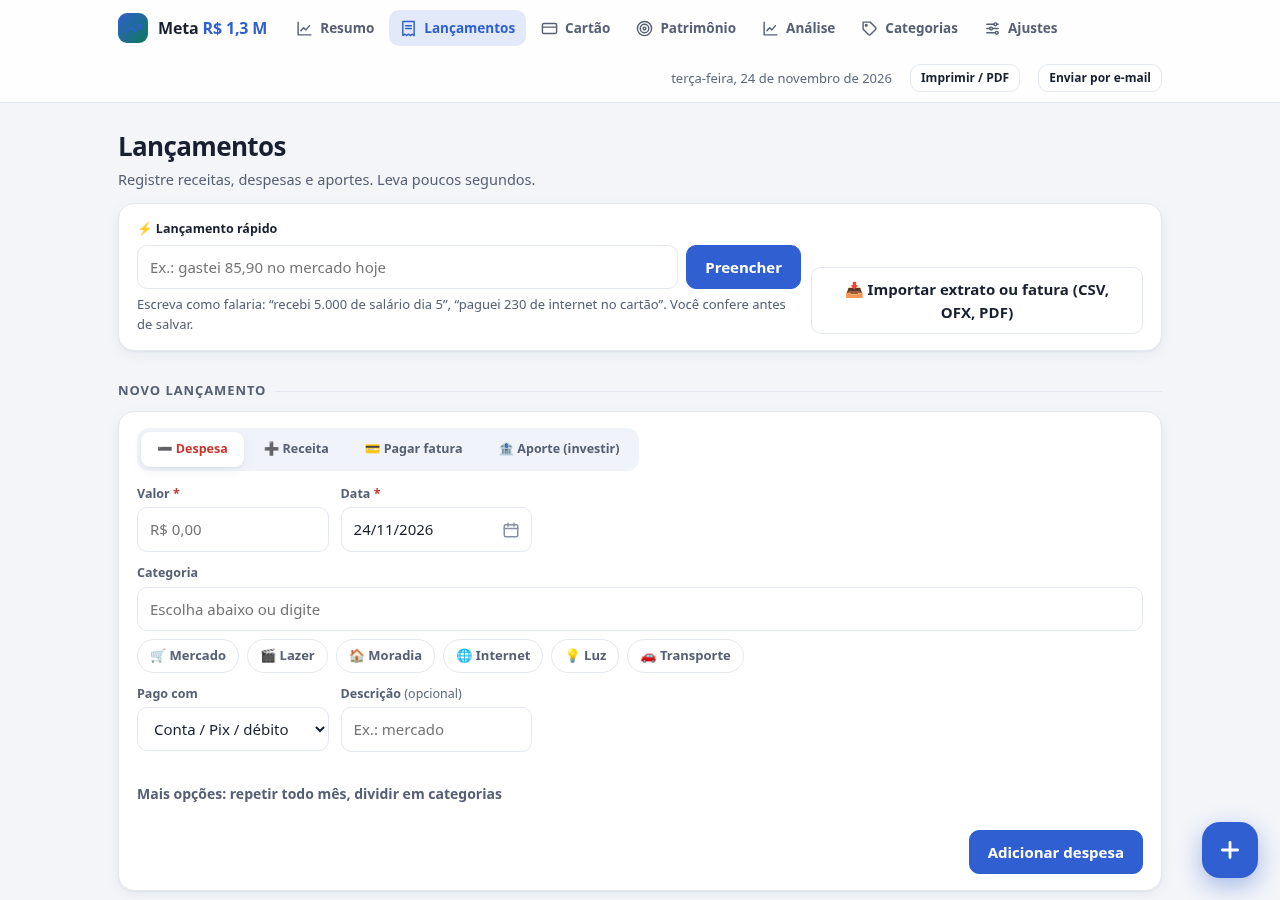 Meta R$ 1,3 M
Resumo
Lançamentos
Cartão
Patrimônio
Análise
Categorias
Ajustes
terça-feira, 24 de novembro de 2026
Imprimir / PDF
Enviar por e-mail
Lançamentos
Registre receitas, despesas e aportes. Leva poucos segundos.
⚡ Lançamento rápido
Ex.: gastei 85,90 no mercado hoje
Preencher
Escreva como falaria: “recebi 5.000 de salário dia 5”, “paguei 230 de internet no cartão”. Você confere antes
de salvar.
📥 Importar extrato ou fatura (CSV,
OFX, PDF)
NOVO LANÇAMENTO
➖ Despesa
➕ Receita
💳 Pagar fatura
🏦 Aporte (investir)
Valor *
Data *
R$ 0,00
24/11/2026
Categoria
Escolha abaixo ou digite
🛒 Mercado
🎬 Lazer
🏠 Moradia
🌐 Internet
💡 Luz
🚗 Transporte
Pago com
Descrição (opcional)
Conta / Pix / débito
Ex.: mercado
Mais opções: repetir todo mês, dividir em categorias
Adicionar despesa